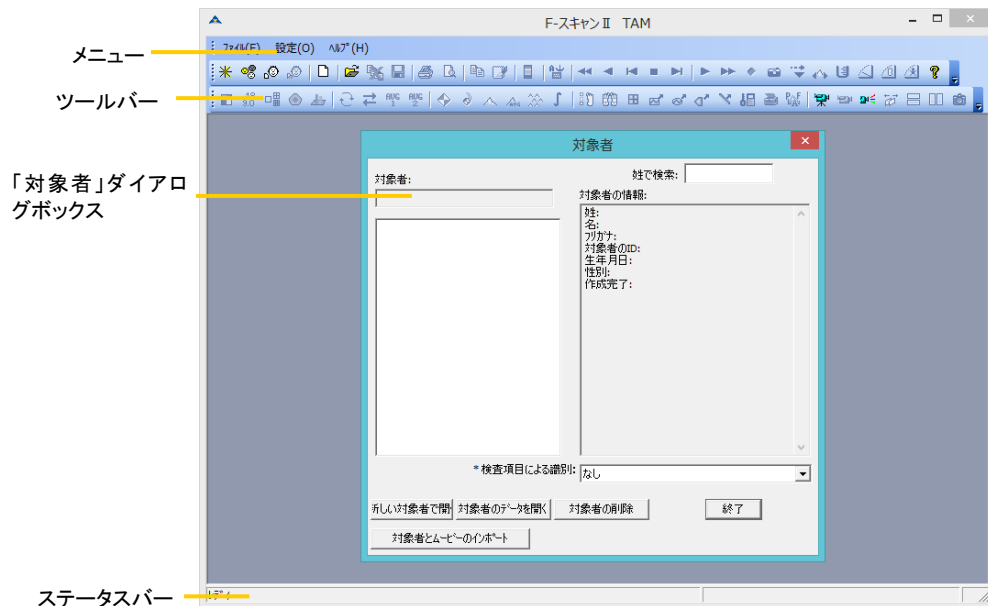 F-スキャンⅡ TAM
メニュー
ﾌｧｲﾙ(F) 設定(O) ﾍﾙﾌﾟ(H)
ツールバー
対象者
「対象者」ダイアロ
グボックス
対象者:
姓で検索:
対象者の情報:
姓:
名:
ﾌﾘｶﾞﾅ:
対象者のID:
生年月日:
性別:
作成完了:
*検査項目による識別: なし
新しい対象者で開 対象者のﾃﾞｰﾀを開く 対象者の削除 終了
対象者とﾑｰﾋﾞｰのｲﾝﾎﾟｰﾄ
ステータスバー
ﾚﾃﾞｨ